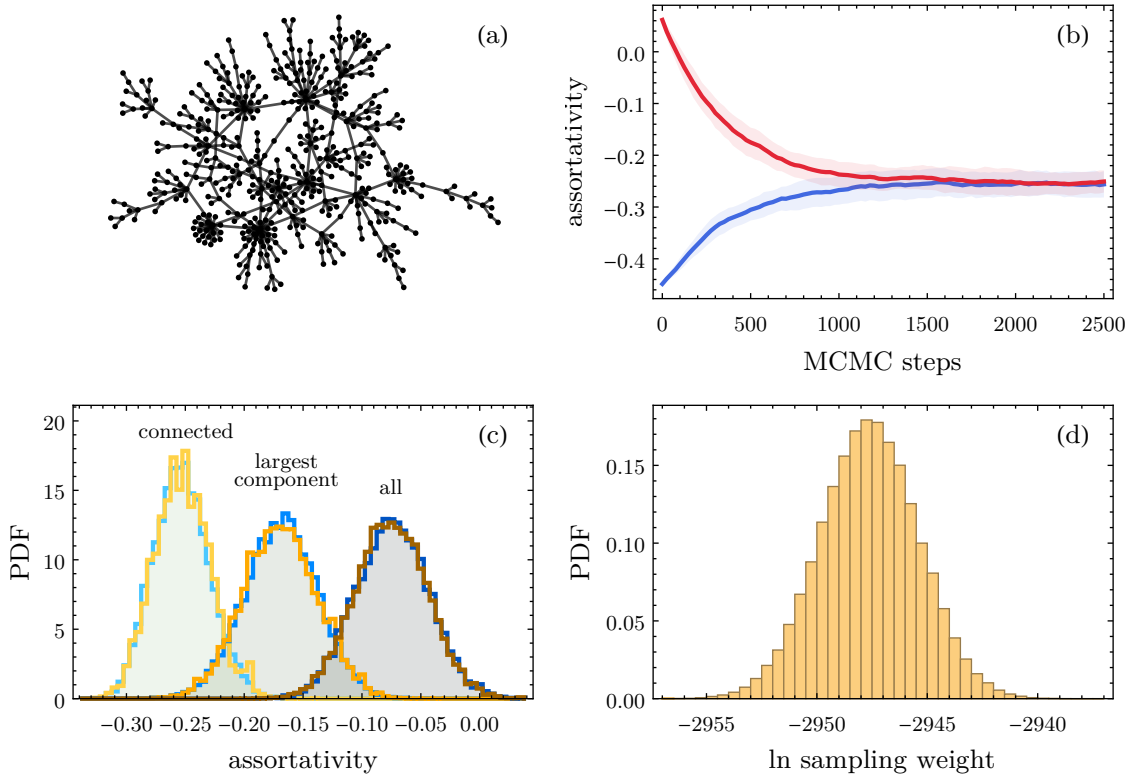 (a)
(b)
0.0
−0.1
−0.2
−0.3
−0.4
assortativity
0
500
1000
1500
2000
2500
MCMC steps
(c)
connected
largest
component
all
20
15
10
5
0
PDF
−0.30
−0.25
−0.20
−0.15
−0.10
−0.05
0.00
assortativity
(d)
0.15
0.10
0.05
0.00
PDF
−2955
−2950
−2945
−2940
ln sampling weight